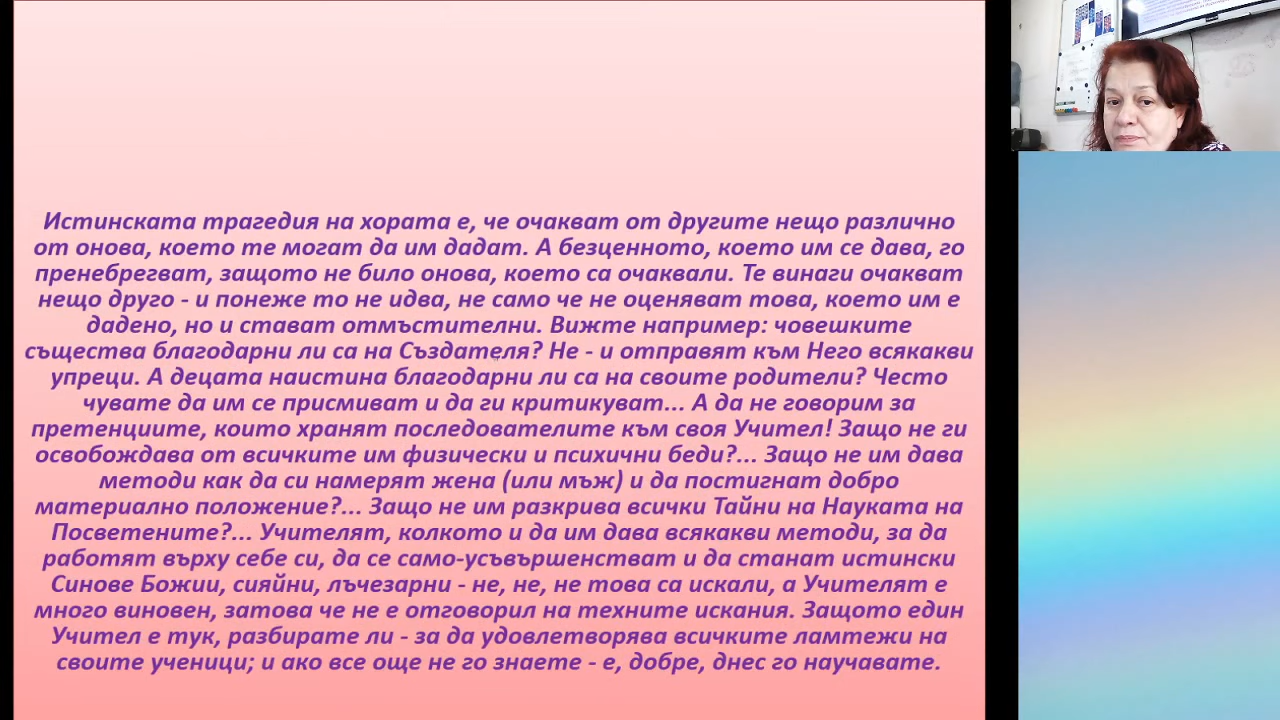 Истинската трагедия на хората е, че очакват от другите нещо различно
от онова, което те могат да им дадат. А безценното, което им се дава, го
пренебрегват, защото не било онова, което са очаквали. Те винаги очакват
нещо друго - и понеже то не идва, не само че не оценяват това, което им е
дадено, но и стават отмъстителни. Вижте например: човешките
същества благодарни ли са на Създателя? Не - и отправят към Него всякакви
упреци. А децата наистина благодарни ли са на своите родители? Често
чувате да им се присмиват и да ги критикуват... А да не говорим за
претенциите, които хранят последователите към своя Учител! Защо не ги
освобождава от всичките им физически и психични беди?... Защо не им дава
методи как да си намерят жена (или мъж) и да постигнат добро
материално положение?... Защо не им разкрива всички Тайни на Науката на
Посветените?... Учителят, колкото и да им дава всякакви методи, за да
работят върху себе си, да се само-усъвършенстват и да станат истински
Синове Божии, сияйни, лъчезарни - не, не, не това са искали, а Учителят е
много виновен, затова че не е отговорил на техните искания. Защото един
Учител е тук, разбирате ли - за да удовлетворява всичките ламтежи на
своите ученици; и ако все още не го знаете - е, добре, днес го научавате.